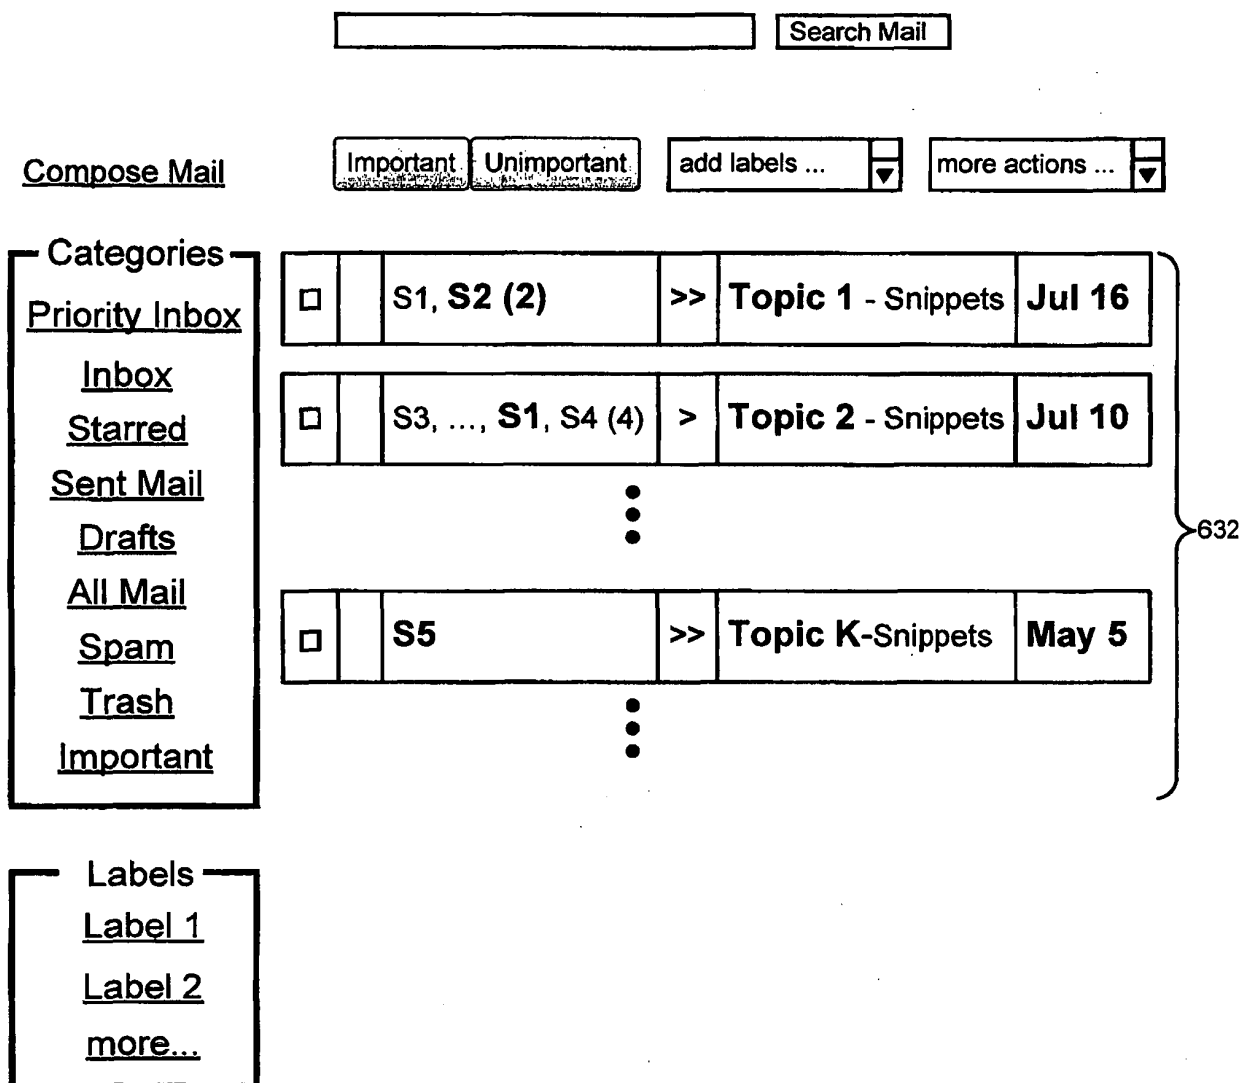 Search Mail
Compose Mail
Important Unimportant add labels ... more actions ...
Categories
Priority Inbox
Inbox
Starred
Sent Mail
Drafts
All Mail
Spam
Trash
Important
S1, S2 (2) >> Topic 1 - Snippets Jul 16
S3, ..., S1, S4 (4) > Topic 2 - Snippets Jul 10
S5 >> Topic K-Snippets May 5
632
Labels
Label 1
Label 2
more...